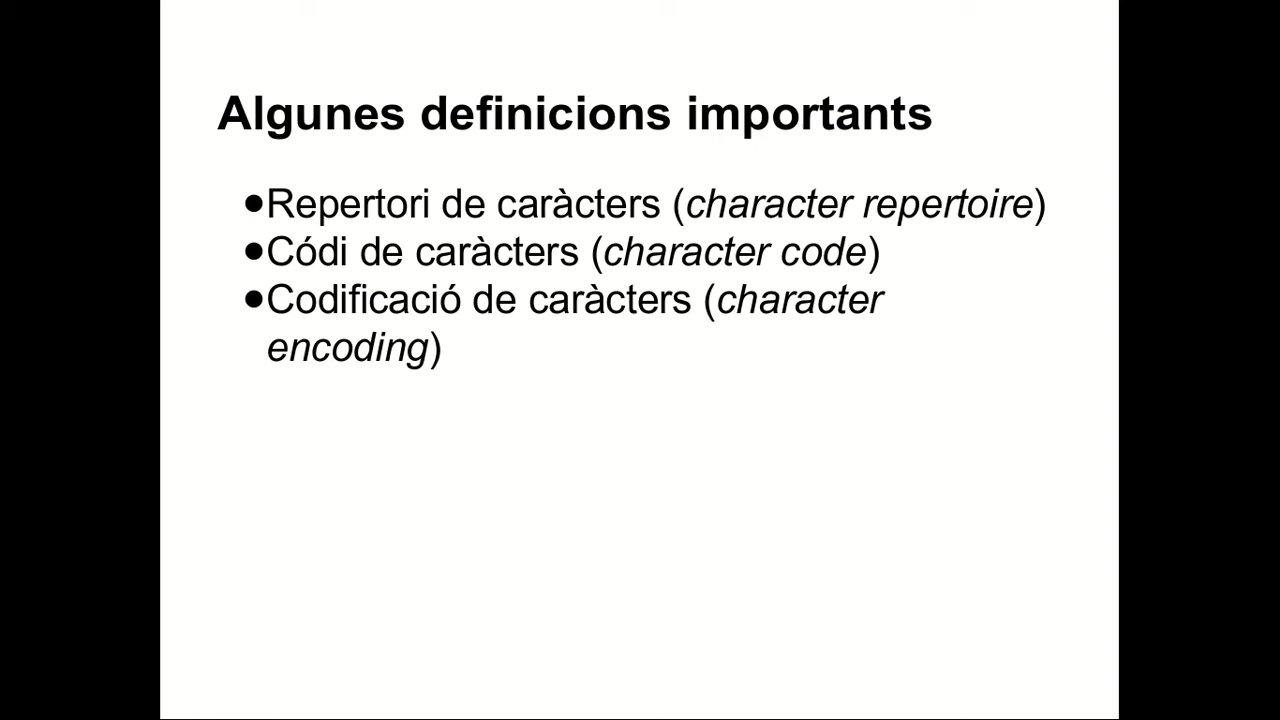 Algunes definicions importants
●Repertori de caràcters (character repertoire)
●Códi de caràcters (character code)
●Codificació de caràcters (character
encoding)